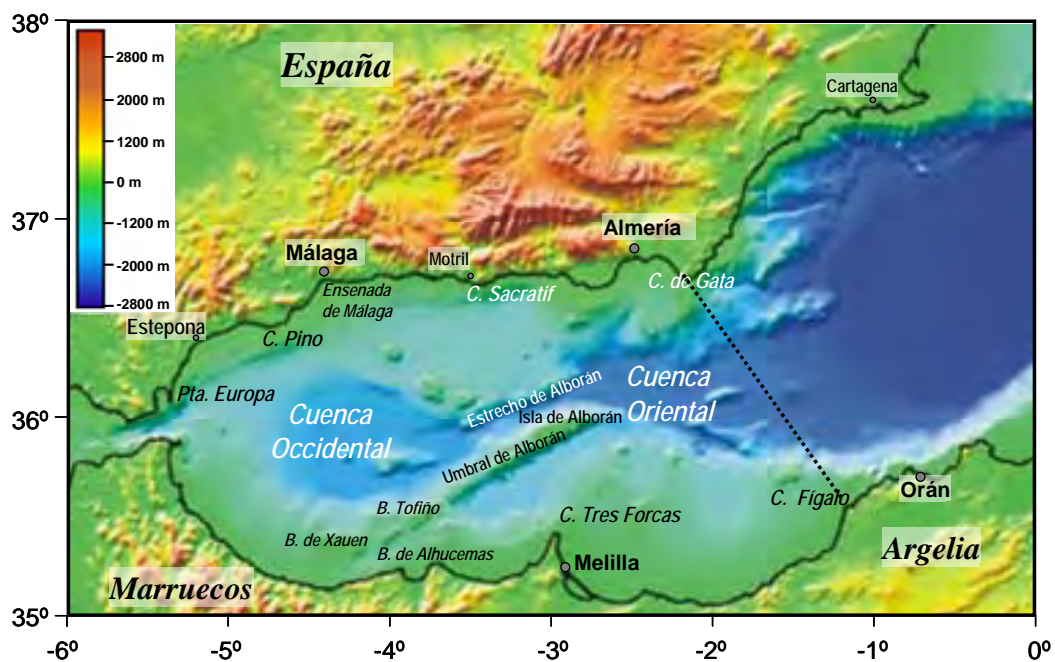 38º
2800 m
2000 m
1200 m
0 m
-1200 m
-2000 m
-2800 m
España
Cartagena
37º
Almería
Málaga
Motril
C. de Gata
Ensenada
de Málaga
C. Sacratif
Estepona
C. Pino
Pta. Europa
Estrecho de Alborán
Cuenca
Oriental
36º
Cuenca
Occidental
Isla de Alborán
Umbral de Alborán
B. Tofiño
C. Tres Forcas
C. Fígalo
Orán
B. de Xauen
B. de Alhucemas
Melilla
Argelia
Marruecos
35º
-6º
-5º
-4º
-3º
-2º
-1º
0º